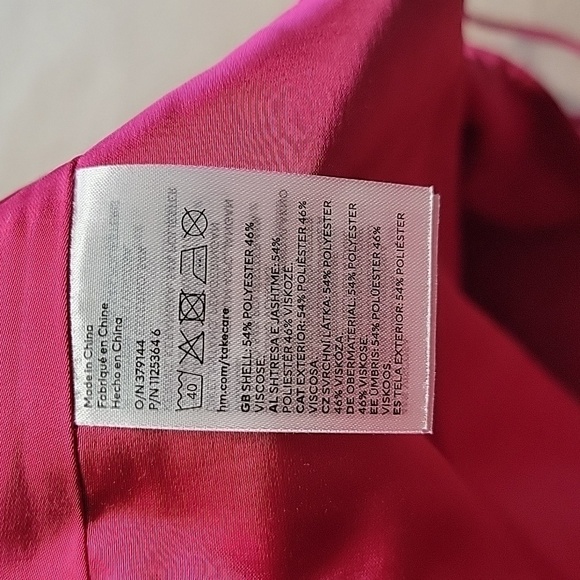 Made in China
Fabriqué en Chine
Hecho en China
O/N 379144
P/N 1125364 6
40
hm.com/takecare
GB SHELL: 54% POLYESTER 46%
VISCOSE.
AL SHTRESA E JASHTME: 54%
POLIESTER 46% VISKOZË.
CAT EXTERIOR: 54% POLIÈSTER 46%
VISCOSA.
CZ SVRCHNÍ LÁTKA: 54% POLYESTER
46% VISKÓZA.
DE OBERMATERIAL: 54% POLYESTER
46% VISKOSE.
EE ÜMBRIS: 54% POLÜESTER 46%
VISKOOS.
ES TELA EXTERIOR: 54% POLIÉSTER